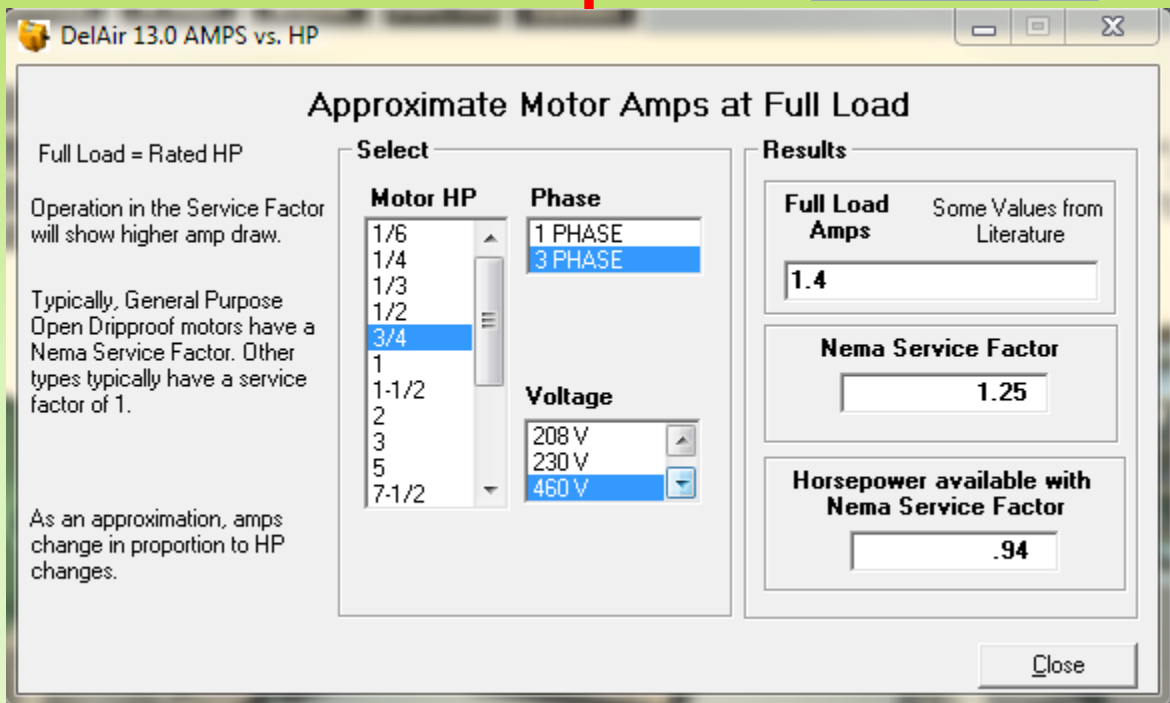 DelAir 13.0 AMPS vs. HP
Approximate Motor Amps at Full Load
Full Load = Rated HP
Operation in the Service Factor
will show higher amp draw.
Typically, General Purpose
Open Dripproof motors have a
Nema Service Factor. Other
types typically have a service
factor of 1.
As an approximation, amps
change in proportion to HP
changes.
Select
Motor HP
1/6
1/4
1/3
1/2
3/4
1
1-1/2
2
3
5
7-1/2
Phase
1 PHASE
3 PHASE
Voltage
208 V
230 V
460 V
Results
Full Load
Amps
Some Values from
Literature
1.4
Nema Service Factor
1.25
Horsepower available with
Nema Service Factor
.94
Close